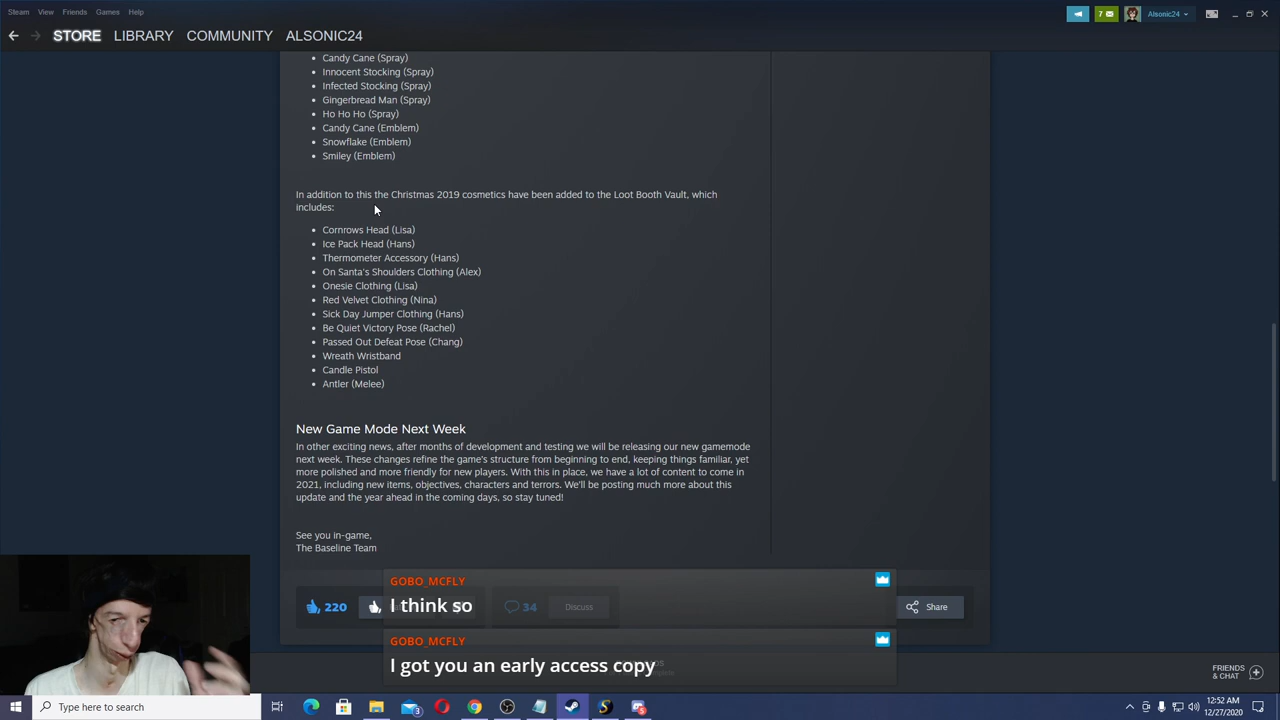 Steam View Friends Games Help
7 Alsonic24
STORE LIBRARY COMMUNITY ALSONIC24
Candy Cane (Spray)
Innocent Stocking (Spray)
Infected Stocking (Spray)
Gingerbread Man (Spray)
Ho Ho Ho (Spray)
Candy Cane (Emblem)
Snowflake (Emblem)
Smiley (Emblem)
In addition to this the Christmas 2019 cosmetics have been added to the Loot Booth Vault, which
includes:
Cornrows Head (Lisa)
Ice Pack Head (Hans)
Thermometer Accessory (Hans)
On Santa's Shoulders Clothing (Alex)
Onesie Clothing (Lisa)
Red Velvet Clothing (Nina)
Sick Day Jumper Clothing (Hans)
Be Quiet Victory Pose (Rachel)
Passed Out Defeat Pose (Chang)
Wreath Wristband
Candle Pistol
Antler (Melee)
New Game Mode Next Week
In other exciting news, after months of development and testing we will be releasing our new gamemode
next week. These changes refine the game's structure from beginning to end, keeping things familiar, yet
more polished and more friendly for new players. With this in place, we have a lot of content to come in
2021, including new items, objectives, characters and terrors. We'll be posting much more about this
update and the year ahead in the coming days, so stay tuned!
See you in-game,
The Baseline Team
GOBO_MCFLY
I think so
220
34 Discuss
Share
GOBO_MCFLY
I got you an early access copy
FRIENDS
& CHAT
Type here to search
3
12:52 AM
12/27/2020